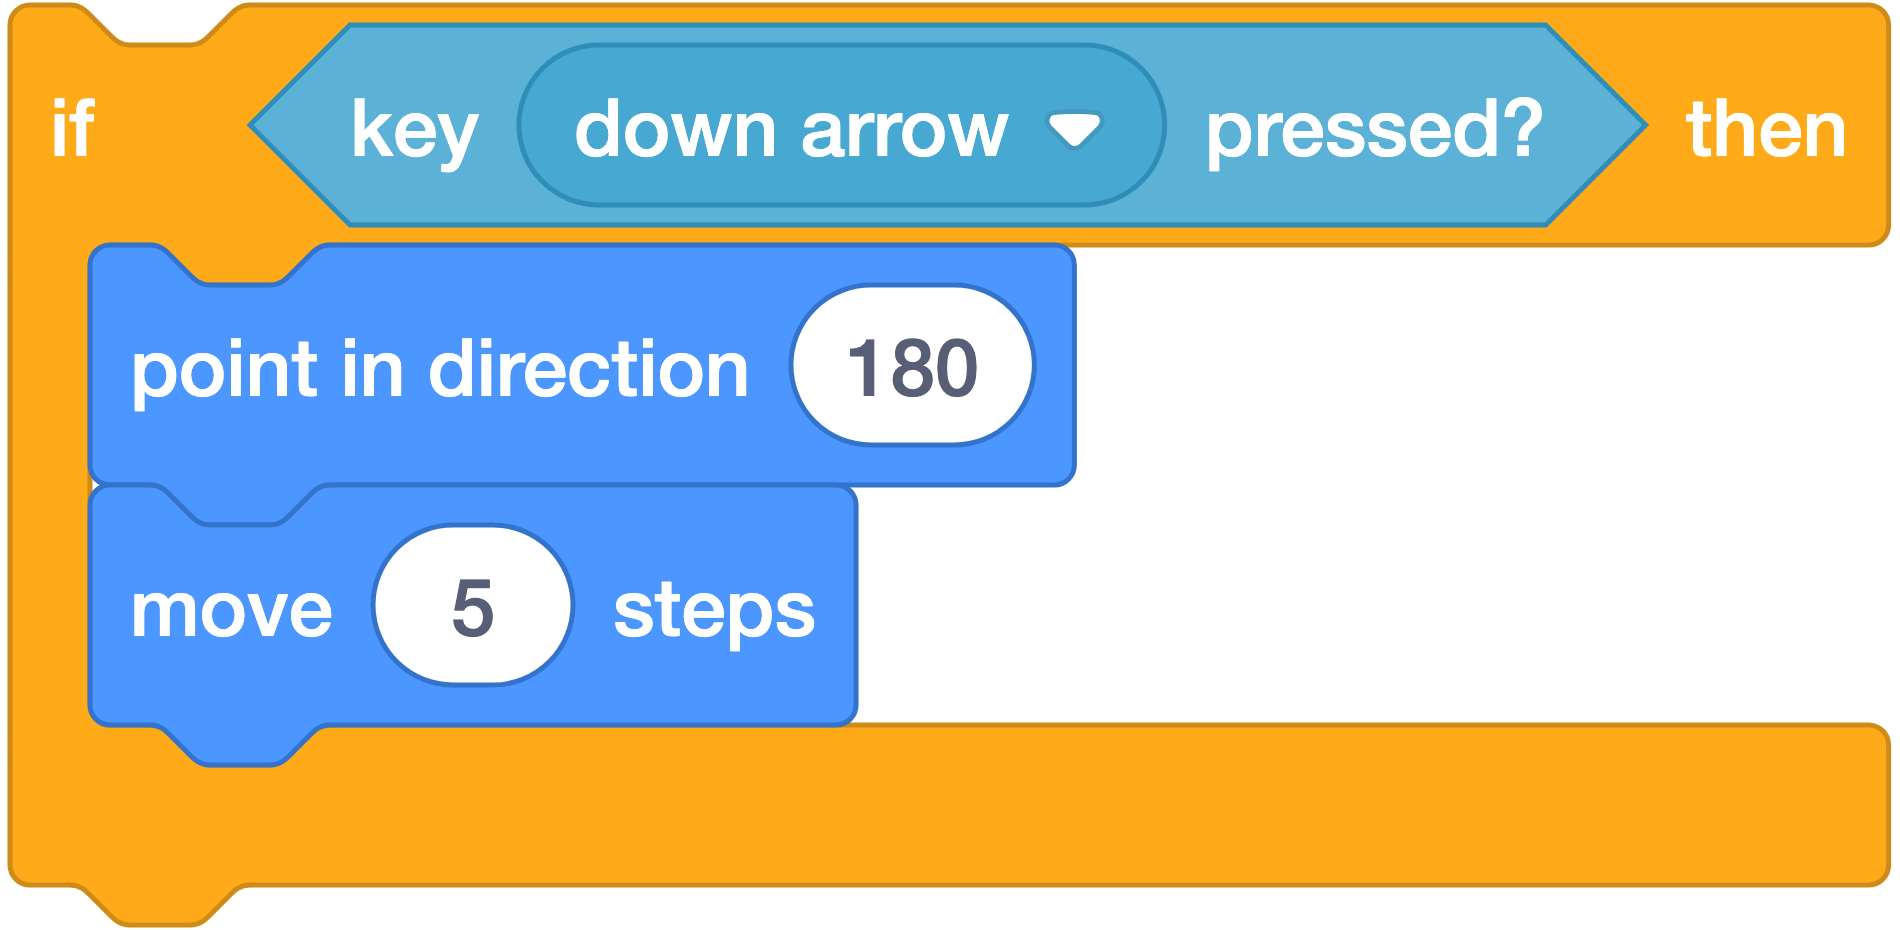 if key down arrow pressed? then
point in direction 180
move 5 steps